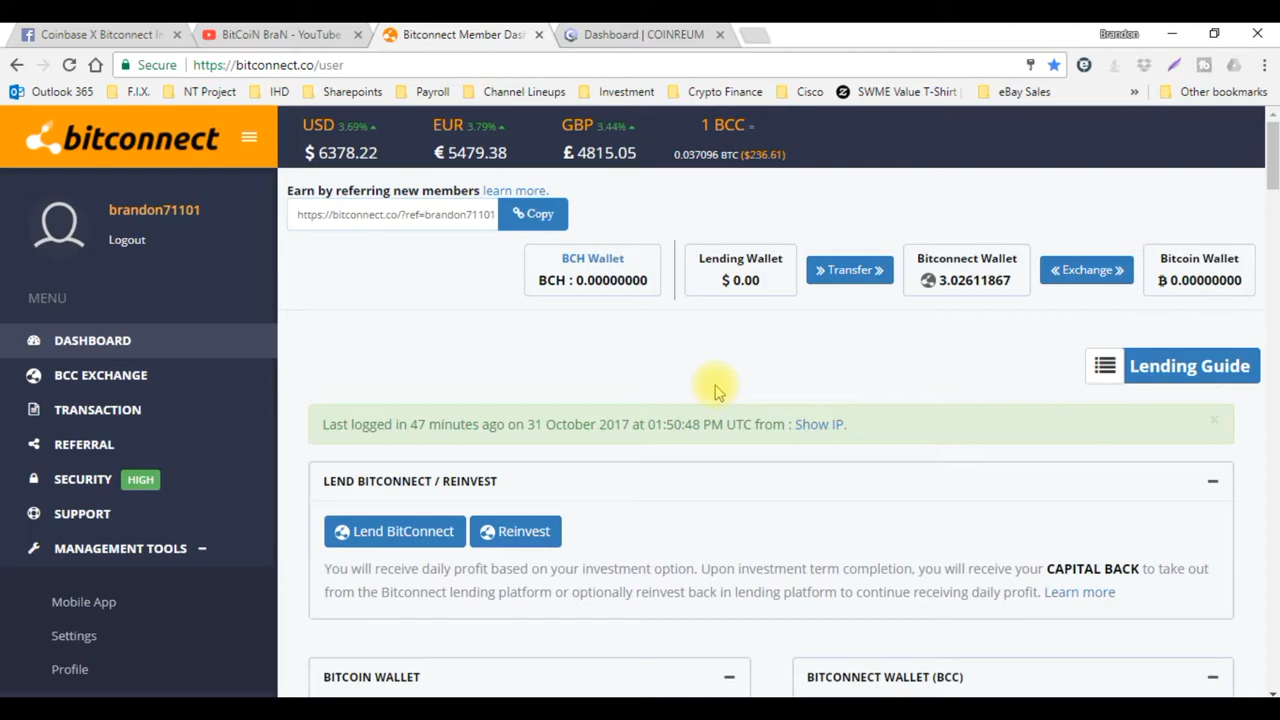 Coinbase X Bitconnect In
BitCoiN BraN - YouTube
Bitconnect Member Das
Dashboard | COINREUM
Brandon
Secure
https://bitconnect.co/user
Outlook 365 F.I.X. NT Project IHD Sharepoints Payroll Channel Lineups Investment Crypto Finance Cisco SWME Value T-Shirt eBay Sales » Other bookmarks
bitconnect
USD 3.69% EUR 3.79% GBP 3.44% 1 BCC =
$ 6378.22 € 5479.38 £ 4815.05 0.037096 BTC ($236.61)
Earn by referring new members learn more.
https://bitconnect.co/?ref=brandon71101 Copy
brandon71101
Logout
BCH Wallet
BCH : 0.00000000
Lending Wallet
$ 0.00
Transfer
Bitconnect Wallet
3.02611867
Exchange
Bitcoin Wallet
0.00000000
MENU
DASHBOARD
BCC EXCHANGE
TRANSACTION
REFERRAL
SECURITY HIGH
SUPPORT
MANAGEMENT TOOLS
Mobile App
Settings
Profile
Lending Guide
Last logged in 47 minutes ago on 31 October 2017 at 01:50:48 PM UTC from : Show IP.
LEND BITCONNECT / REINVEST
Lend BitConnect Reinvest
You will receive daily profit based on your investment option. Upon investment term completion, you will receive your CAPITAL BACK to take out
from the Bitconnect lending platform or optionally reinvest back in lending platform to continue receiving daily profit. Learn more
BITCOIN WALLET
BITCONNECT WALLET (BCC)